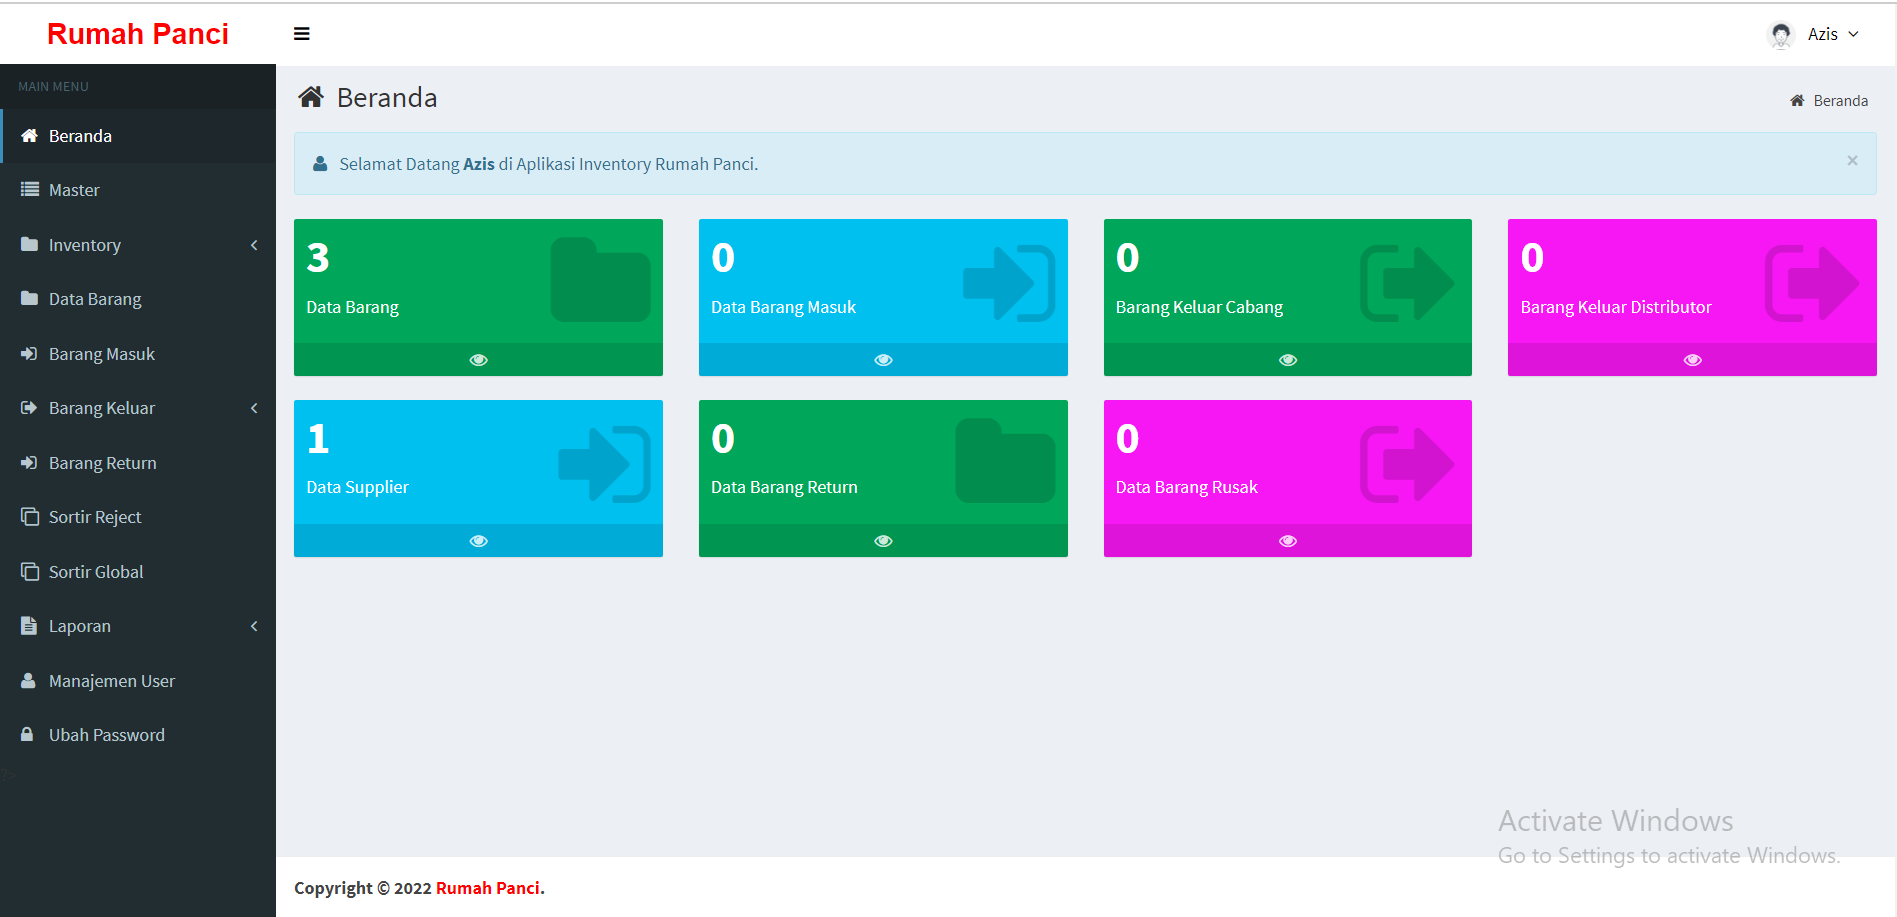 Rumah Panci
Azis
MAIN MENU
Beranda
Master
Inventory
Data Barang
Barang Masuk
Barang Keluar
Barang Return
Sortir Reject
Sortir Global
Laporan
Manajemen User
Ubah Password
?>
Beranda
Beranda
Selamat Datang Azis di Aplikasi Inventory Rumah Panci.
×
3
Data Barang
0
Data Barang Masuk
0
Barang Keluar Cabang
0
Barang Keluar Distributor
1
Data Supplier
0
Data Barang Return
0
Data Barang Rusak
Activate Windows
Go to Settings to activate Windows.
Copyright © 2022 Rumah Panci.